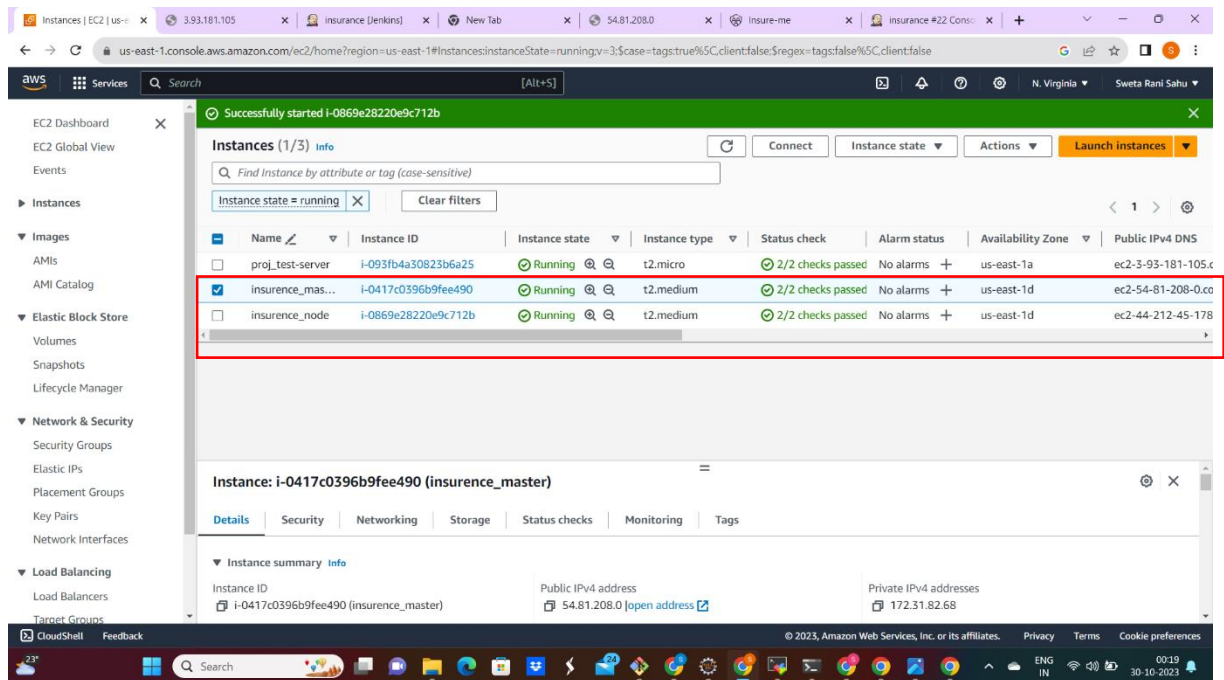 Instances | EC2 | us-e
3.93.181.105
insurance [Jenkins]
New Tab
54.81.208.0
Insure-me
insurance #22 Conso
us-east-1.console.aws.amazon.com/ec2/home?region=us-east-1#Instances:instanceState=running;v=3;$case=tags:true%5C,client:false;$regex=tags:false%5C,client:false
aws
Services
Search
[Alt+S]
N. Virginia
Sweta Rani Sahu
EC2 Dashboard
EC2 Global View
Events
Instances
Images
AMIs
AMI Catalog
Elastic Block Store
Volumes
Snapshots
Lifecycle Manager
Network & Security
Security Groups
Elastic IPs
Placement Groups
Key Pairs
Network Interfaces
Load Balancing
Load Balancers
Target Groups
Successfully started i-0869e28220e9c712b
Instances (1/3) Info
Connect
Instance state
Actions
Launch instances
Find Instance by attribute or tag (case-sensitive)
Instance state = running
Clear filters
1
Name Instance ID Instance state Instance type Status check Alarm status Availability Zone Public IPv4 DNS
proj_test-server i-093fb4a30823b6a25 Running t2.micro 2/2 checks passed No alarms us-east-1a ec2-3-93-181-105.c
insurence_mas... i-0417c0396b9fee490 Running t2.medium 2/2 checks passed No alarms us-east-1d ec2-54-81-208-0.co
insurence_node i-0869e28220e9c712b Running t2.medium 2/2 checks passed No alarms us-east-1d ec2-44-212-45-178
Instance: i-0417c0396b9fee490 (insurence_master)
Details Security Networking Storage Status checks Monitoring Tags
Instance summary Info
Instance ID
i-0417c0396b9fee490 (insurence_master)
Public IPv4 address
54.81.208.0 |open address
Private IPv4 addresses
172.31.82.68
CloudShell Feedback
© 2023, Amazon Web Services, Inc. or its affiliates. Privacy Terms Cookie preferences
23°
Search
24
ENG
IN
00:19
30-10-2023